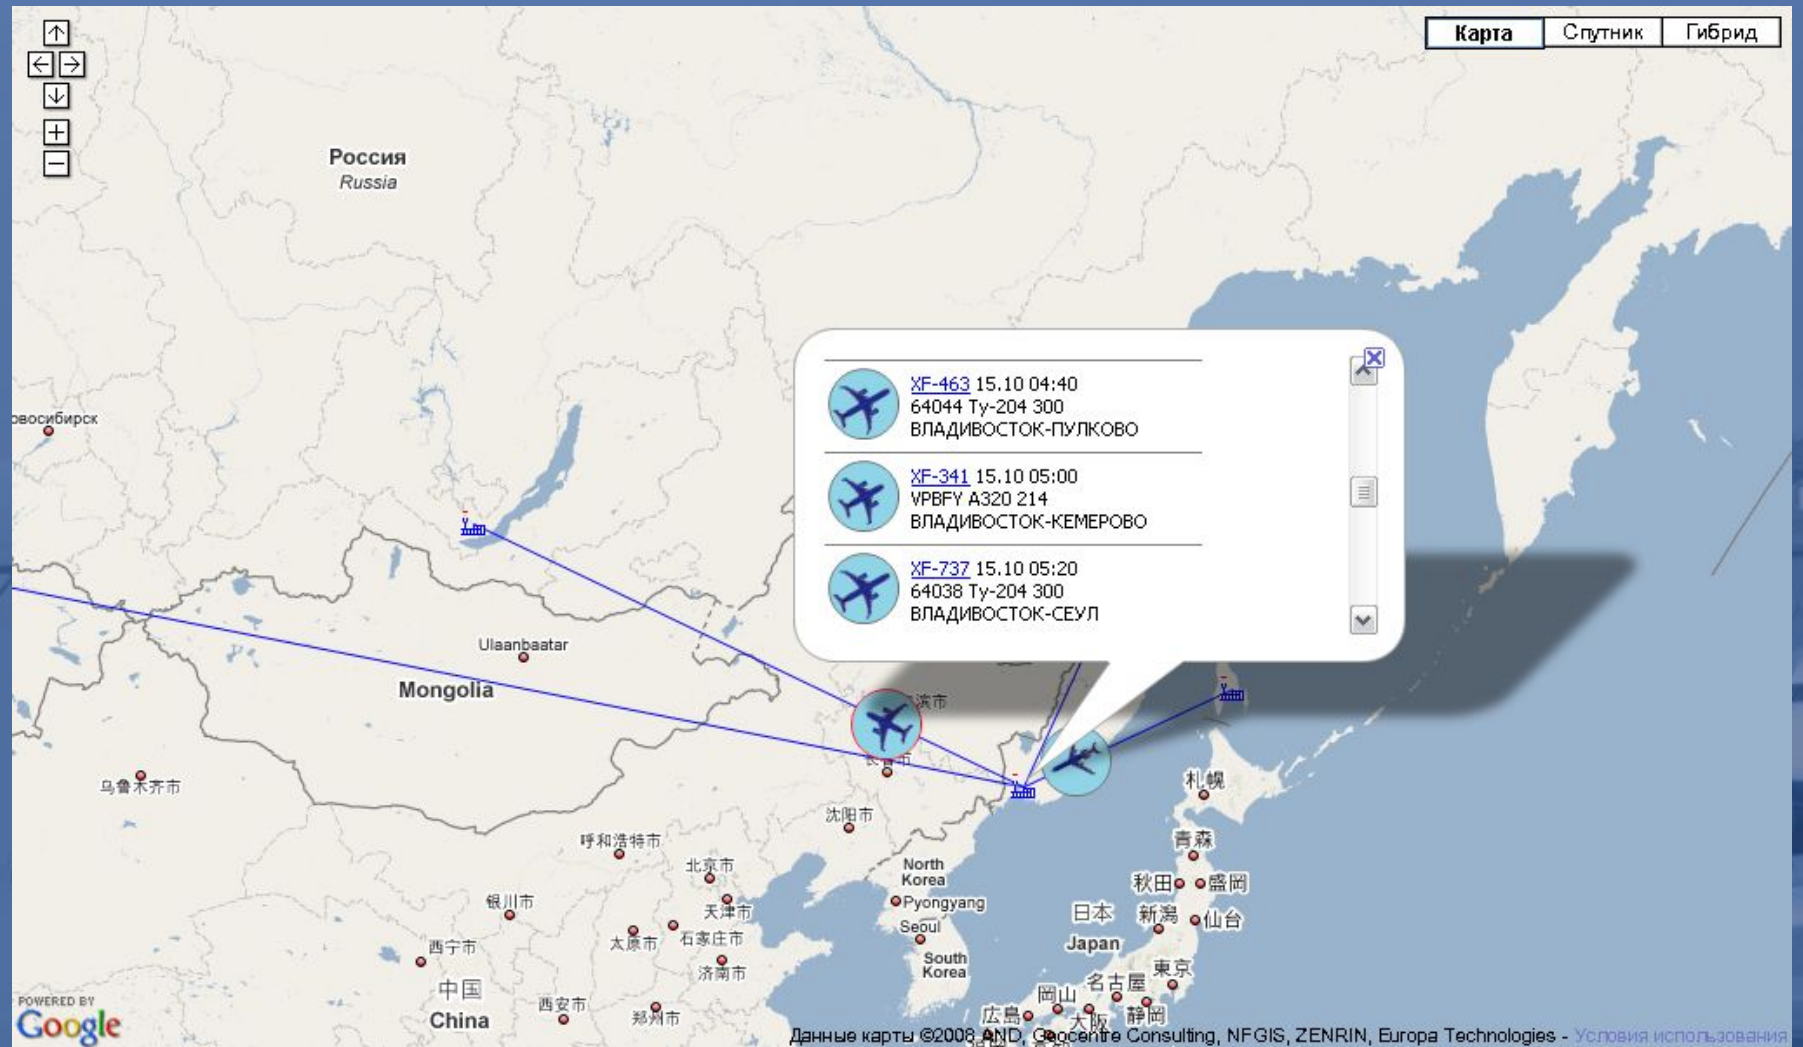 Карта
Спутник
Гибрид
Россия
Russia
XF-463 15.10 04:40
64044 Ту-204 300
ВЛАДИВОСТОК-ПУЛКОВО
XF-341 15.10 05:00
VPBFY A320 214
ВЛАДИВОСТОК-КЕМЕРОВО
XF-737 15.10 05:20
64038 Ту-204 300
ВЛАДИВОСТОК-СЕУЛ
овосибирск
Ulaanbaatar
Mongolia
滨市
长春市
乌鲁木齐市
沈阳市
札幌
呼和浩特市
青森
北京市
North
Korea
秋田
盛岡
银川市
天津市
Pyongyang
日本
新潟
仙台
Seoul
太原市
石家庄市
西宁市
Japan
济南市
South
Korea
東京
中国
名古屋
岡山
西安市
郑州市
広島
大阪
静岡
China
POWERED BY
Google
Данные карты ©2008 AND, Geocentre Consulting, NFGIS, ZENRIN, Europa Technologies - Условия использования